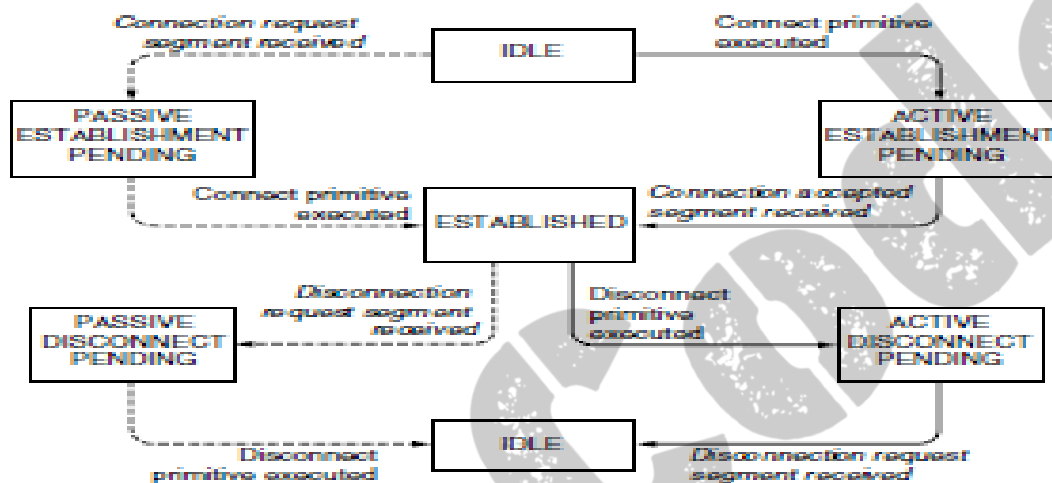 Connection request
segment received
IDLE
Connect primitive
executed
PASSIVE
ESTABLISHMENT
PENDING
ACTIVE
ESTABLISHMENT
PENDING
Connect primitive
executed
ESTABLISHED
Connection accepted
segment received
Disconnection
request segment
received
Disconnect
primitive
executed
PASSIVE
DISCONNECT
PENDING
ACTIVE
DISCONNECT
PENDING
IDLE
Disconnect
primitive executed
Disconnection request
segment received